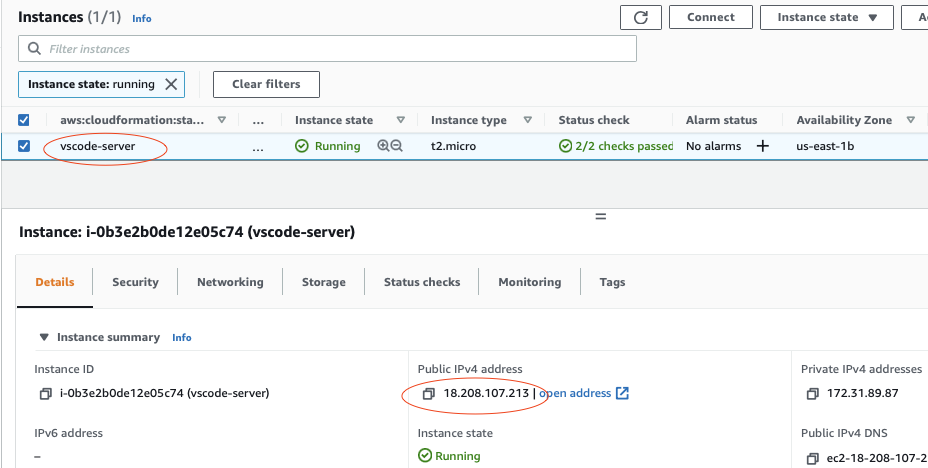 Instances (1/1) Info Connect Instance state
Filter instances
Instance state: running Clear filters
aws:cloudformation:sta... ... Instance state Instance type Status check Alarm status Availability Zone
vscode-server ... Running t2.micro 2/2 checks passed No alarms + us-east-1b
Instance: i-0b3e2b0de12e05c74 (vscode-server)
Details Security Networking Storage Status checks Monitoring Tags
Instance summary Info
Instance ID Public IPv4 address Private IPv4 addresses
i-0b3e2b0de12e05c74 (vscode-server) 18.208.107.213 | open address 172.31.89.87
IPv6 address Instance state Public IPv4 DNS
– Running ec2-18-208-107-2